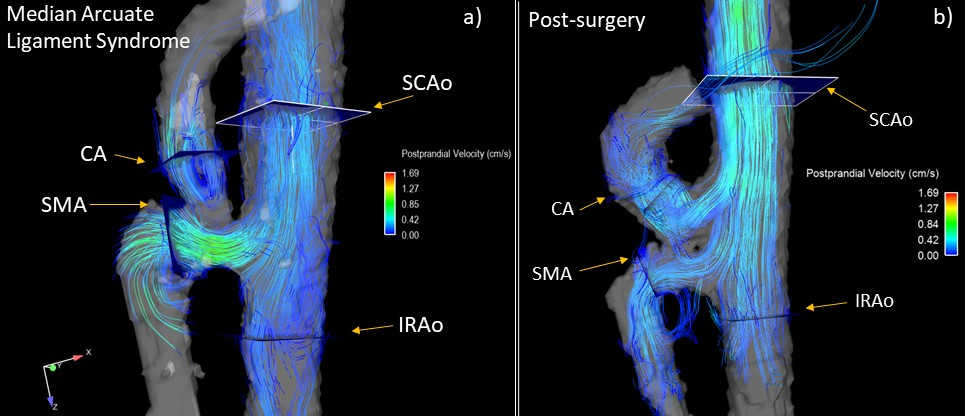 Median Arcuate
Ligament Syndrome
a)
SCAo
CA
SMA
Postprandial Velocity (cm/s)
1.69
1.27
0.85
0.42
0.00
IRAo
X
Y
Z
Post-surgery
b)
SCAo
Postprandial Velocity (cm/s)
1.69
1.27
0.84
0.42
0.00
CA
SMA
IRAo